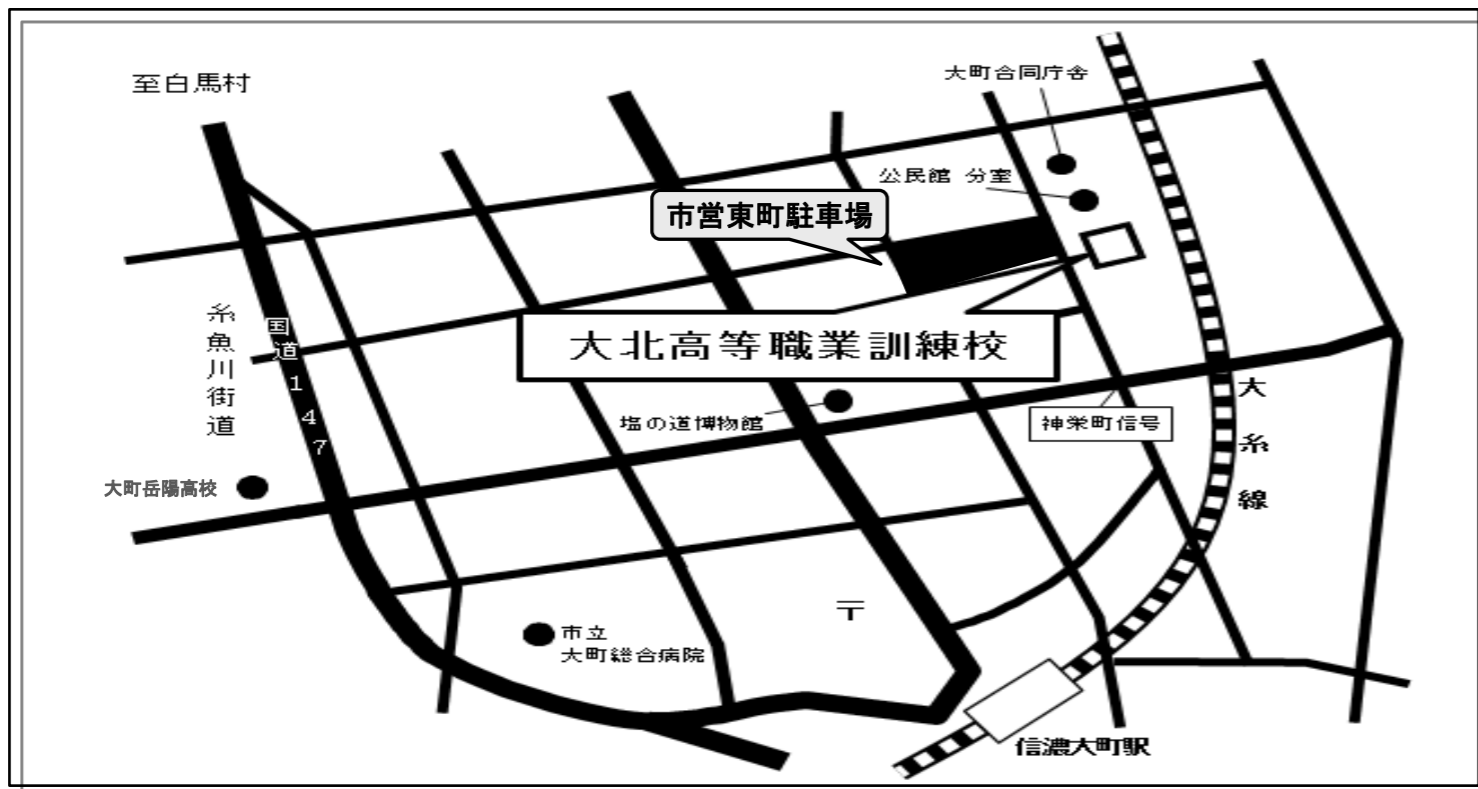 至白馬村
大町合同庁舎
公民館 分室
市営東町駐車場
糸魚川街道
国道147
大北高等職業訓練校
塩の道博物館
神栄町信号
大糸線
大町岳陽高校
〒
市立
大町総合病院
信濃大町駅